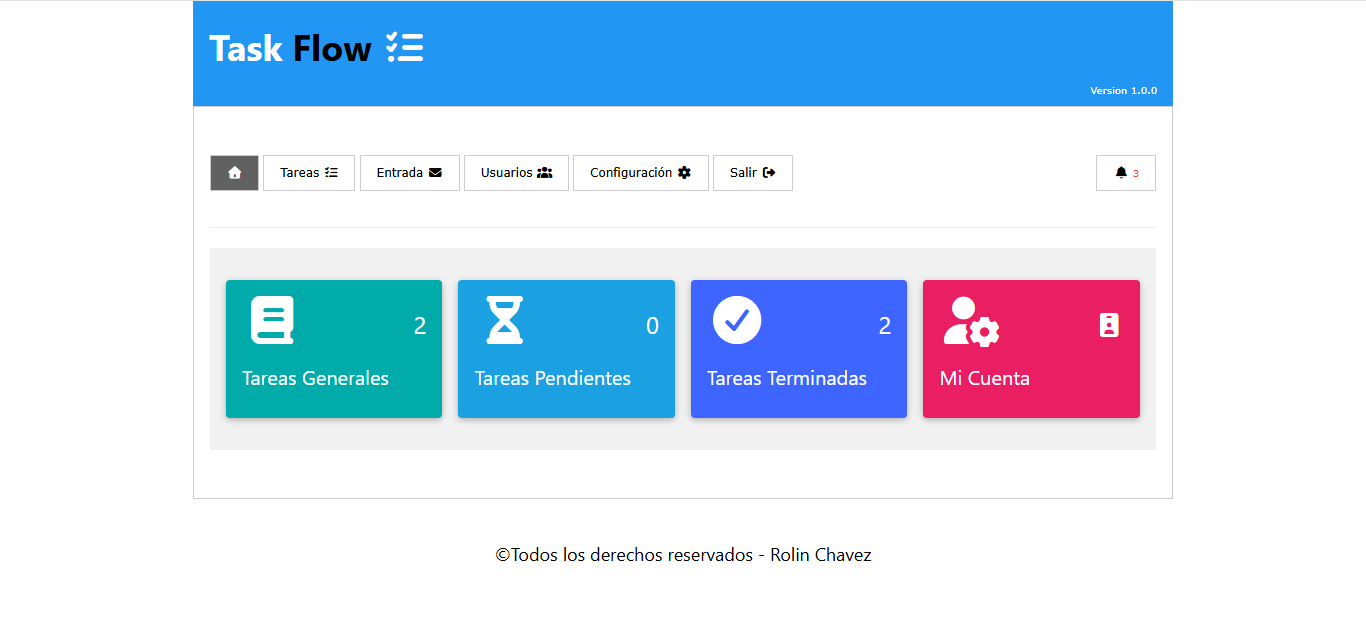 Task Flow
Version 1.0.0
Tareas
Entrada
Usuarios
Configuración
Salir
3
2
Tareas Generales
0
Tareas Pendientes
2
Tareas Terminadas
Mi Cuenta
©Todos los derechos reservados - Rolin Chavez